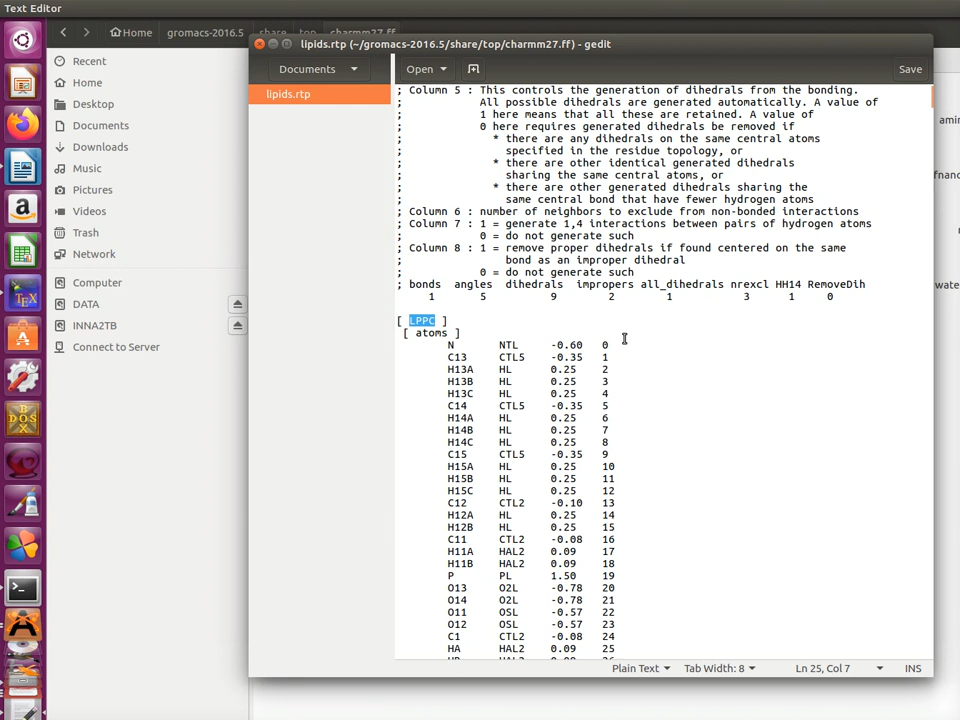 Text Editor
Home
gromacs-2016.5
share
top
charmm27.ff
lipids.rtp (~/gromacs-2016.5/share/top/charmm27.ff) - gedit
Documents
Open
Save
lipids.rtp
Recent
Home
Desktop
Documents
Downloads
Music
Pictures
Videos
Trash
Network
Computer
DATA
INNA2TB
Connect to Server
; Column 5 : This controls the generation of dihedrals from the bonding.
; All possible dihedrals are generated automatically. A value of
; 1 here means that all these are retained. A value of
; 0 here requires generated dihedrals be removed if
; * there are any dihedrals on the same central atoms
; specified in the residue topology, or
; * there are other identical generated dihedrals
; sharing the same central atoms, or
; * there are other generated dihedrals sharing the
; same central bond that have fewer hydrogen atoms
; Column 6 : number of neighbors to exclude from non-bonded interactions
; Column 7 : 1 = generate 1,4 interactions between pairs of hydrogen atoms
; 0 = do not generate such
; Column 8 : 1 = remove proper dihedrals if found centered on the same
; bond as an improper dihedral
; 0 = do not generate such
; bonds angles dihedrals impropers all_dihedrals nrexcl HH14 RemoveDih
1 5 9 2 1 3 1 0
[ LPPC ]
[ atoms ]
N NTL -0.60 0
C13 CTL5 -0.35 1
H13A HL 0.25 2
H13B HL 0.25 3
H13C HL 0.25 4
C14 CTL5 -0.35 5
H14A HL 0.25 6
H14B HL 0.25 7
H14C HL 0.25 8
C15 CTL5 -0.35 9
H15A HL 0.25 10
H15B HL 0.25 11
H15C HL 0.25 12
C12 CTL2 -0.10 13
H12A HL 0.25 14
H12B HL 0.25 15
C11 CTL2 -0.08 16
H11A HAL2 0.09 17
H11B HAL2 0.09 18
P PL 1.50 19
O13 O2L -0.78 20
O14 O2L -0.78 21
O11 OSL -0.57 22
O12 OSL -0.57 23
C1 CTL2 -0.08 24
HA HAL2 0.09 25
Plain Text
Tab Width: 8
Ln 25, Col 7
INS
ami
fnanc
wate
TEX
DOS